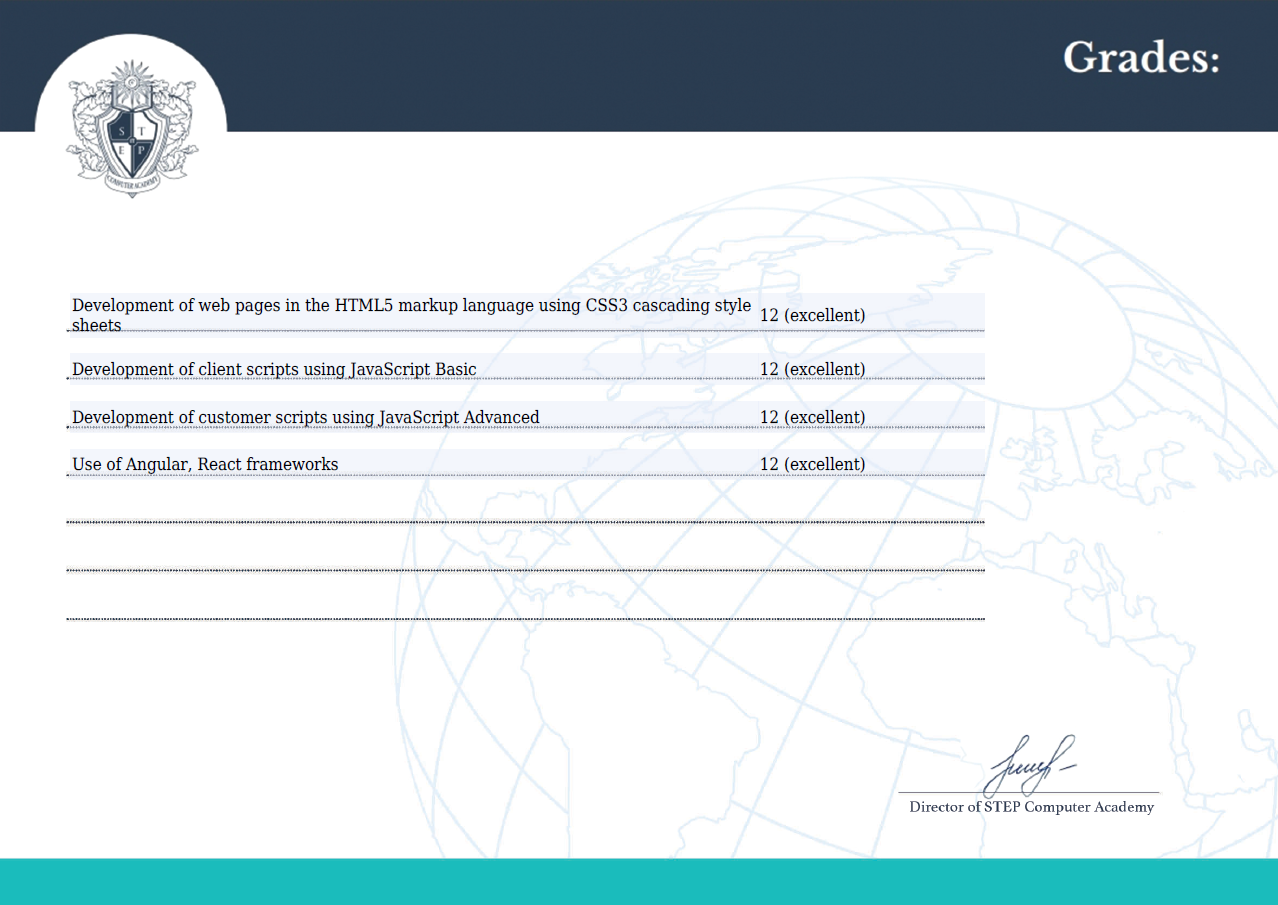 Grades:
S T
E P
COMPUTER ACADEMY
Development of web pages in the HTML5 markup language using CSS3 cascading style
sheets
12 (excellent)
Development of client scripts using JavaScript Basic 12 (excellent)
Development of customer scripts using JavaScript Advanced 12 (excellent)
Use of Angular, React frameworks 12 (excellent)
Director of STEP Computer Academy